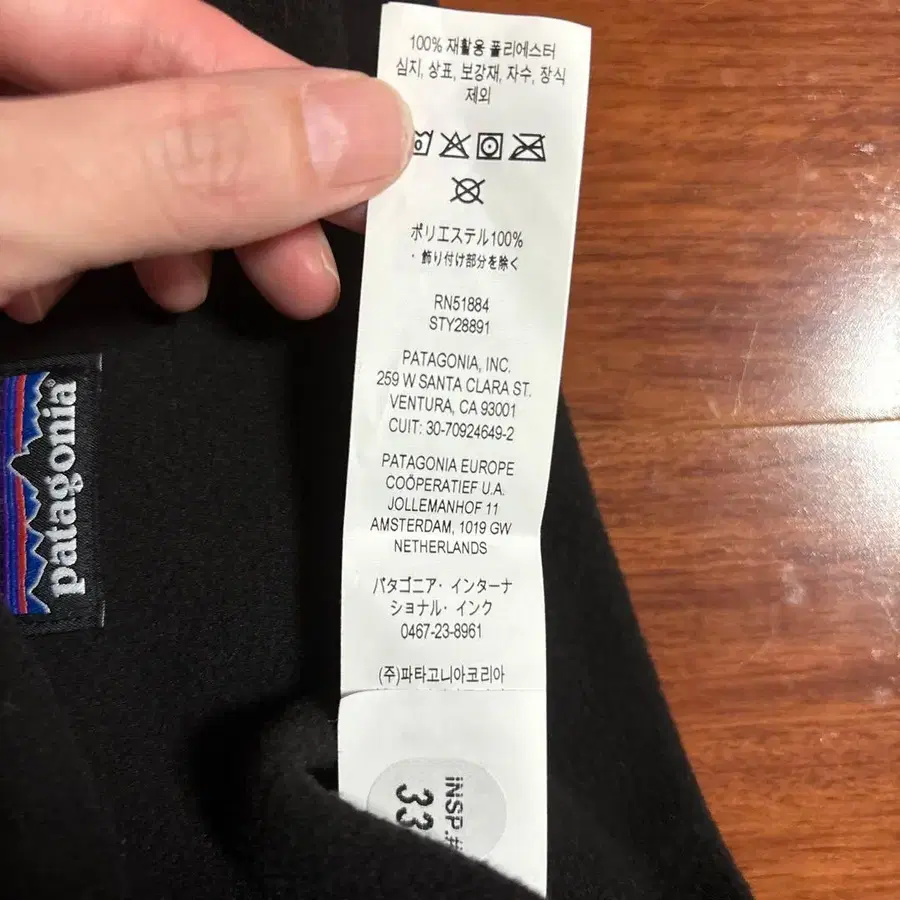 100% 재활용 폴리에스터
심지, 상표, 보강재, 자수, 장식
제외
ポリエステル100%
・飾り付け部分を除く
RN51884
STY28891
PATAGONIA, INC.
259 W SANTA CLARA ST.
VENTURA, CA 93001
CUIT: 30-70924649-2
PATAGONIA EUROPE
COÖPERATIEF U.A.
JOLLEMANHOF 11
AMSTERDAM, 1019 GW
NETHERLANDS
パタゴニア・インターナ
ショナル・インク
0467-23-8961
(주)파타고니아코리아
iNSP.#
33
patagonia®